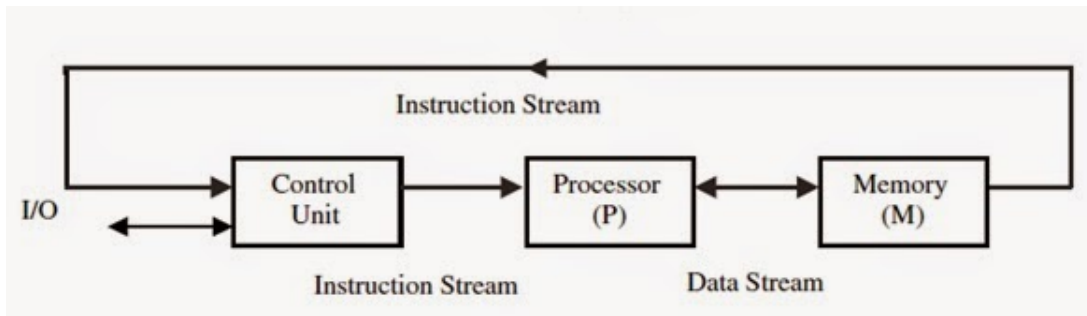 Instruction Stream
I/O
Control
Unit
Processor
(P)
Memory
(M)
Instruction Stream
Data Stream